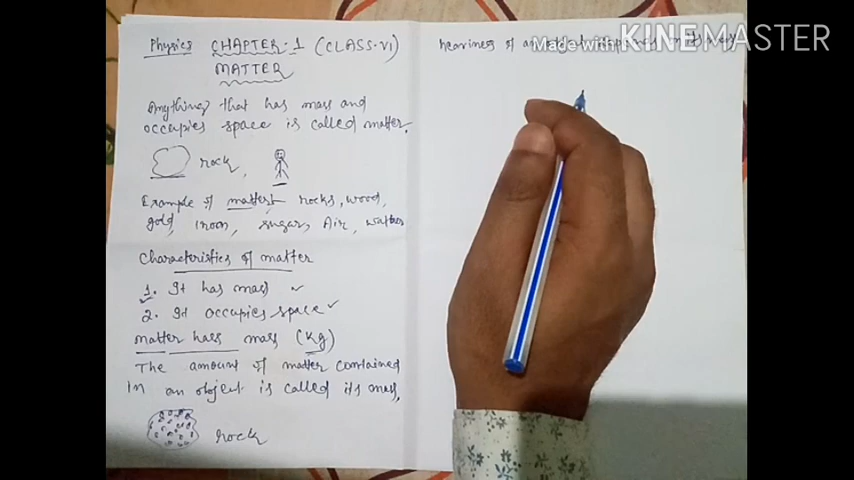 Physics CHAPTER-1 (CLASS-VI)
MATTER
Anything that has mass and
occupies space is called matter.
rock,
Example of matter:- rocks, wood,
gold, Iron, sugar, Air, water
Characteristics of matter
1. It has mass ✓
2. It occupies space ✓
matter hass mass (Kg)
The amount of matter contained
in an object is called its mass.
rock
heaviness of an
Made with KINEMASTER